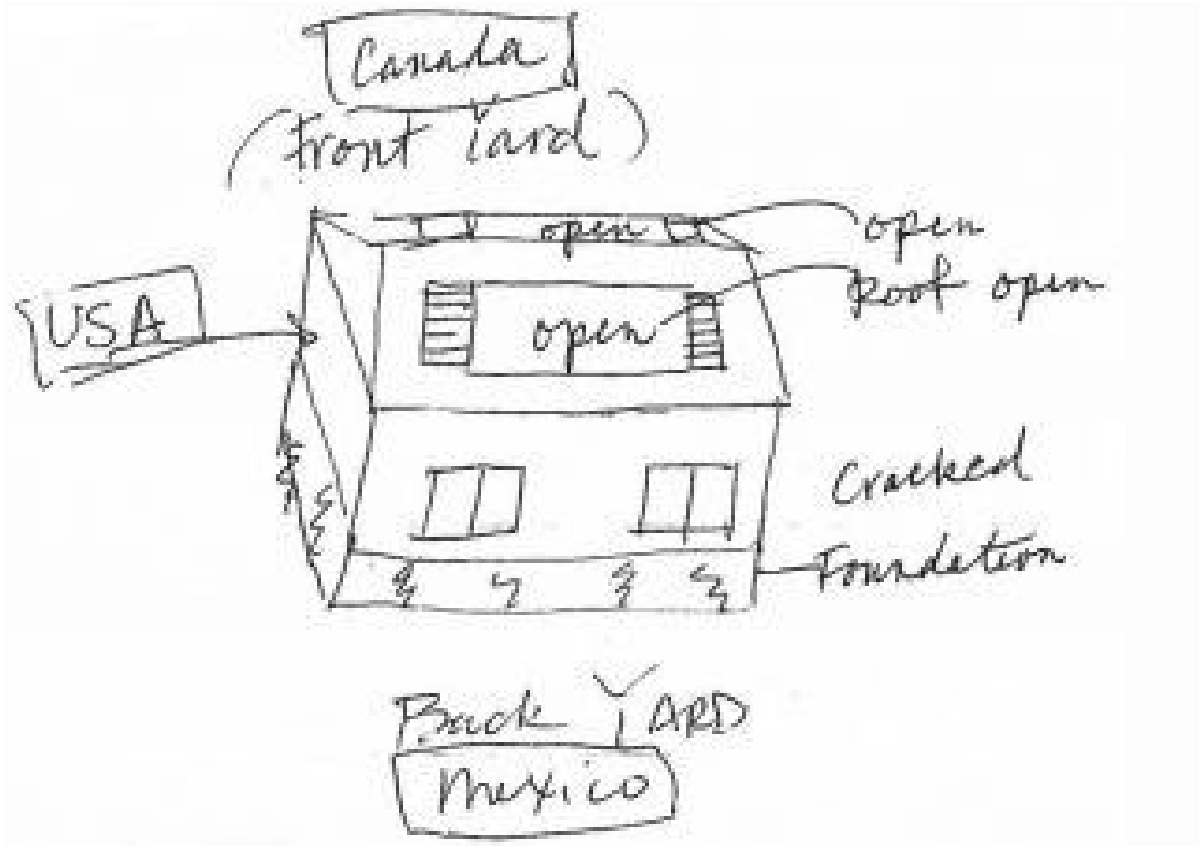 Canada
(Front Yard)
open
open
Roof open
USA
open
Cracked
Foundation
Back YARD
Mexico